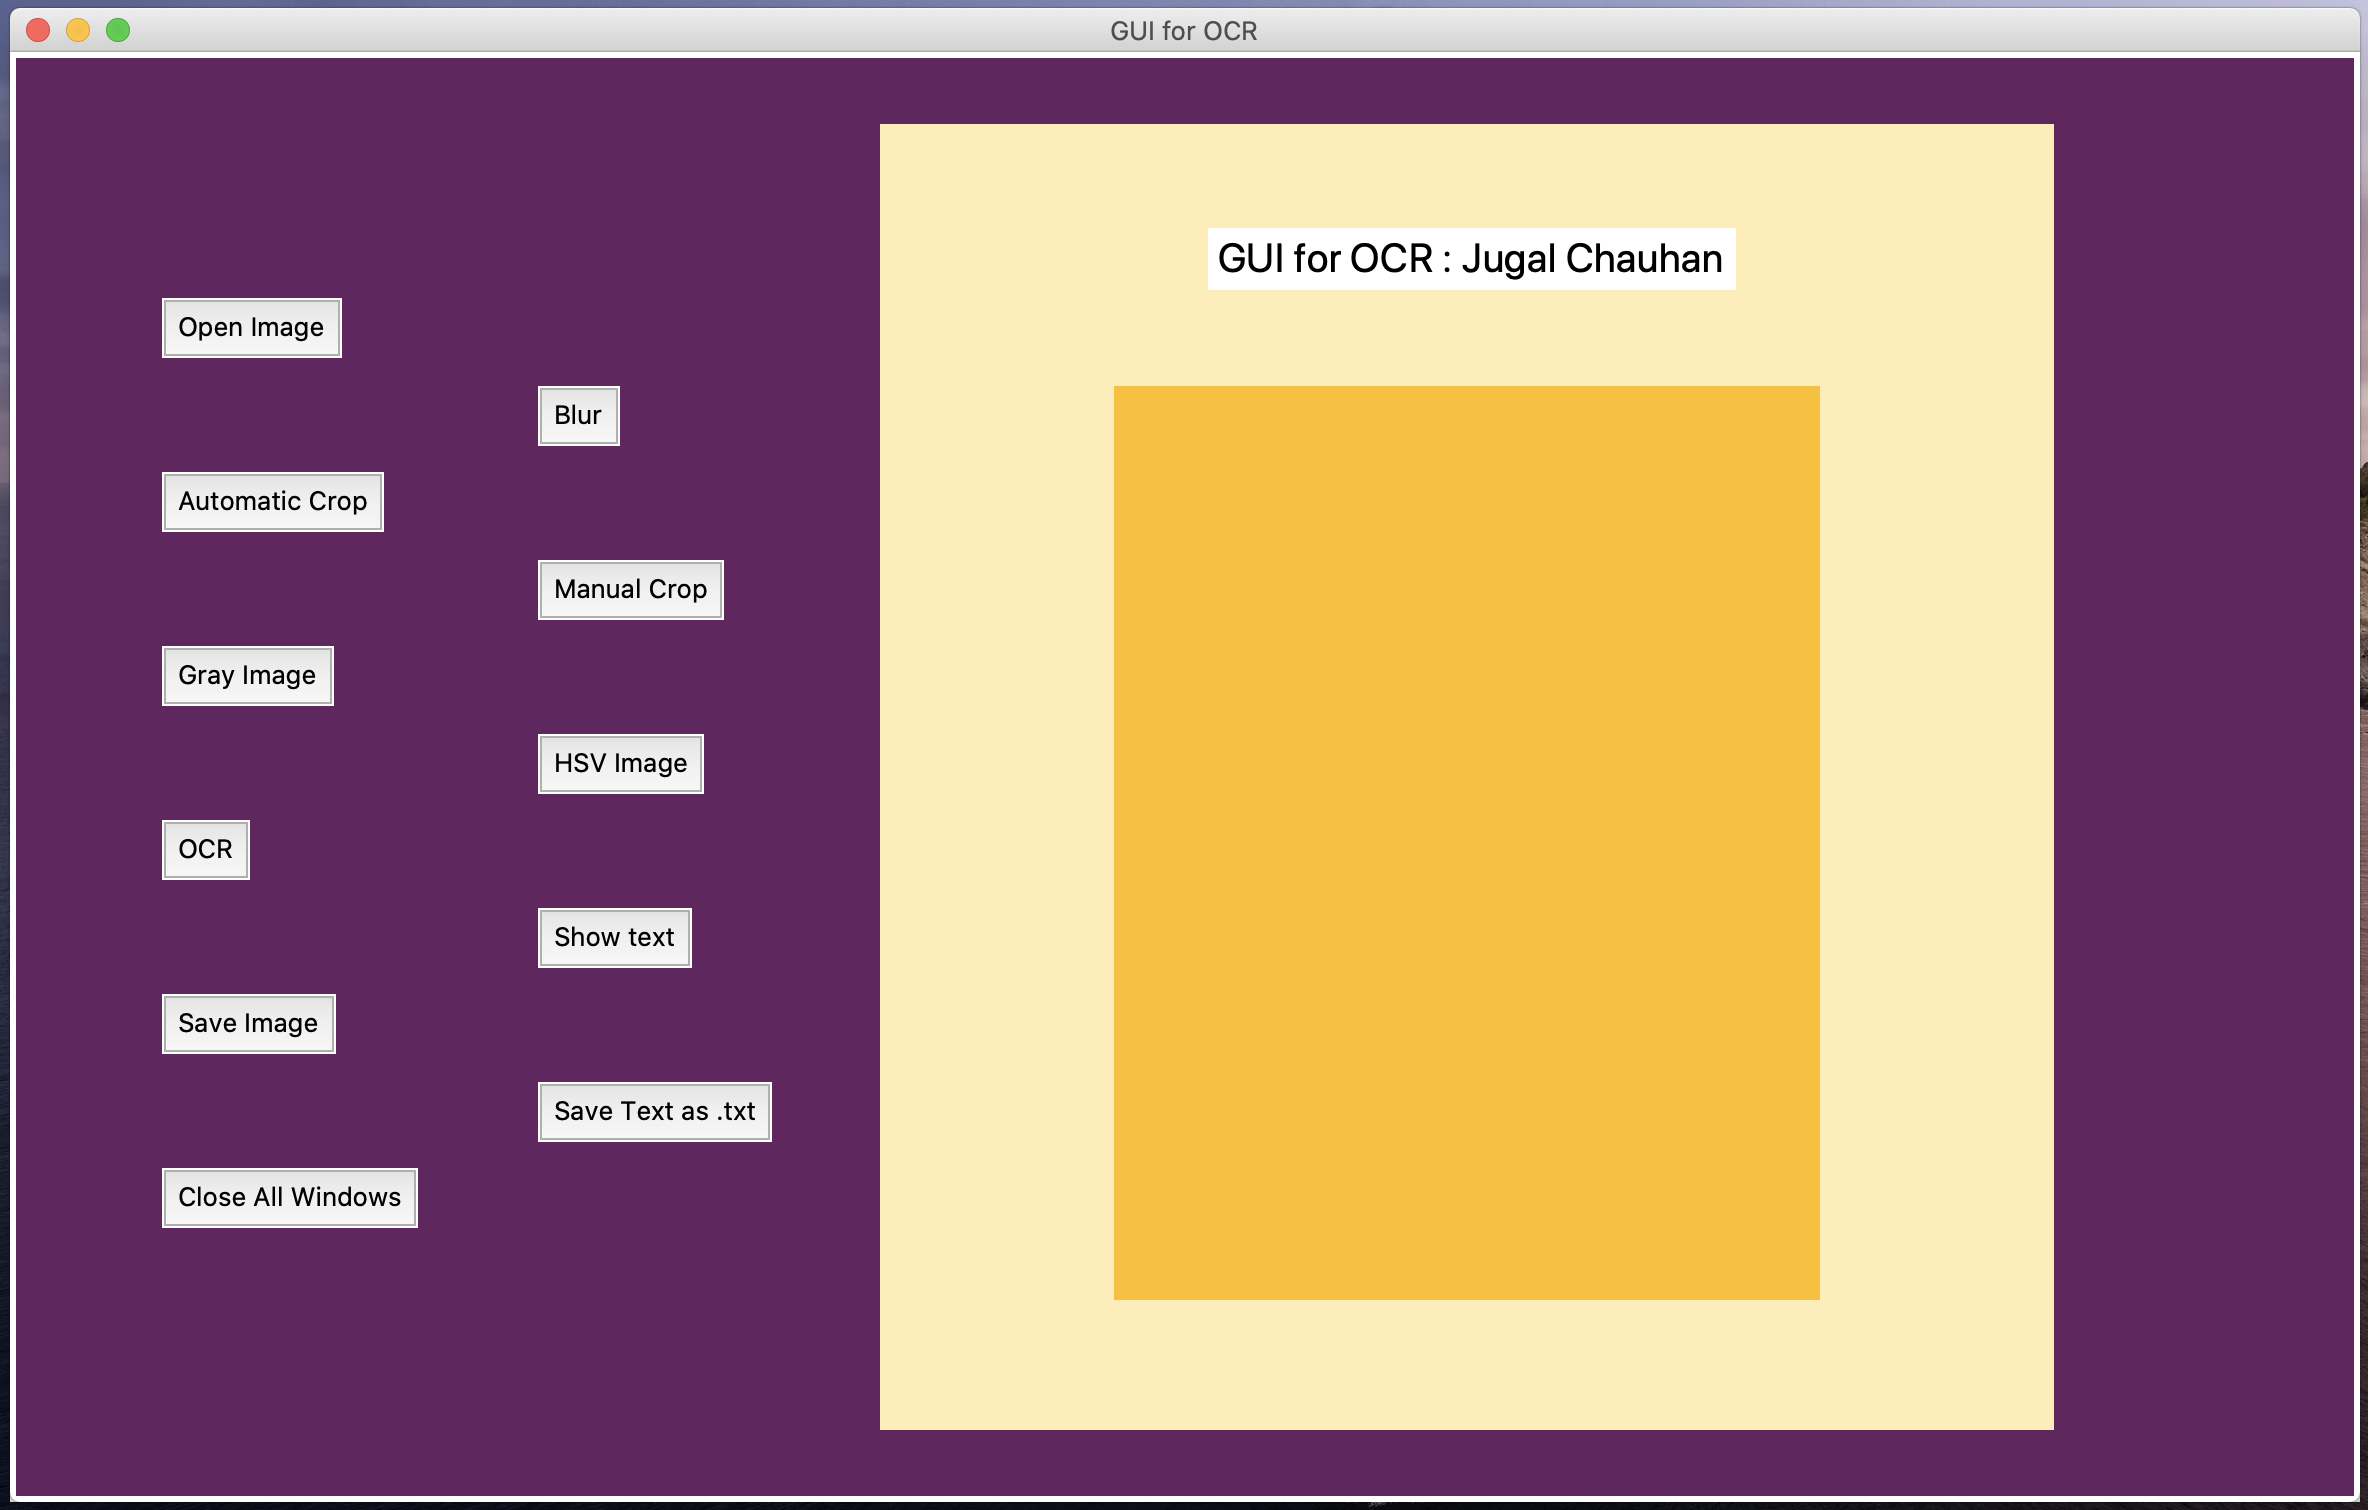 GUI for OCR
GUI for OCR : Jugal Chauhan
Open Image
Blur
Automatic Crop
Manual Crop
Gray Image
HSV Image
OCR
Show text
Save Image
Save Text as .txt
Close All Windows